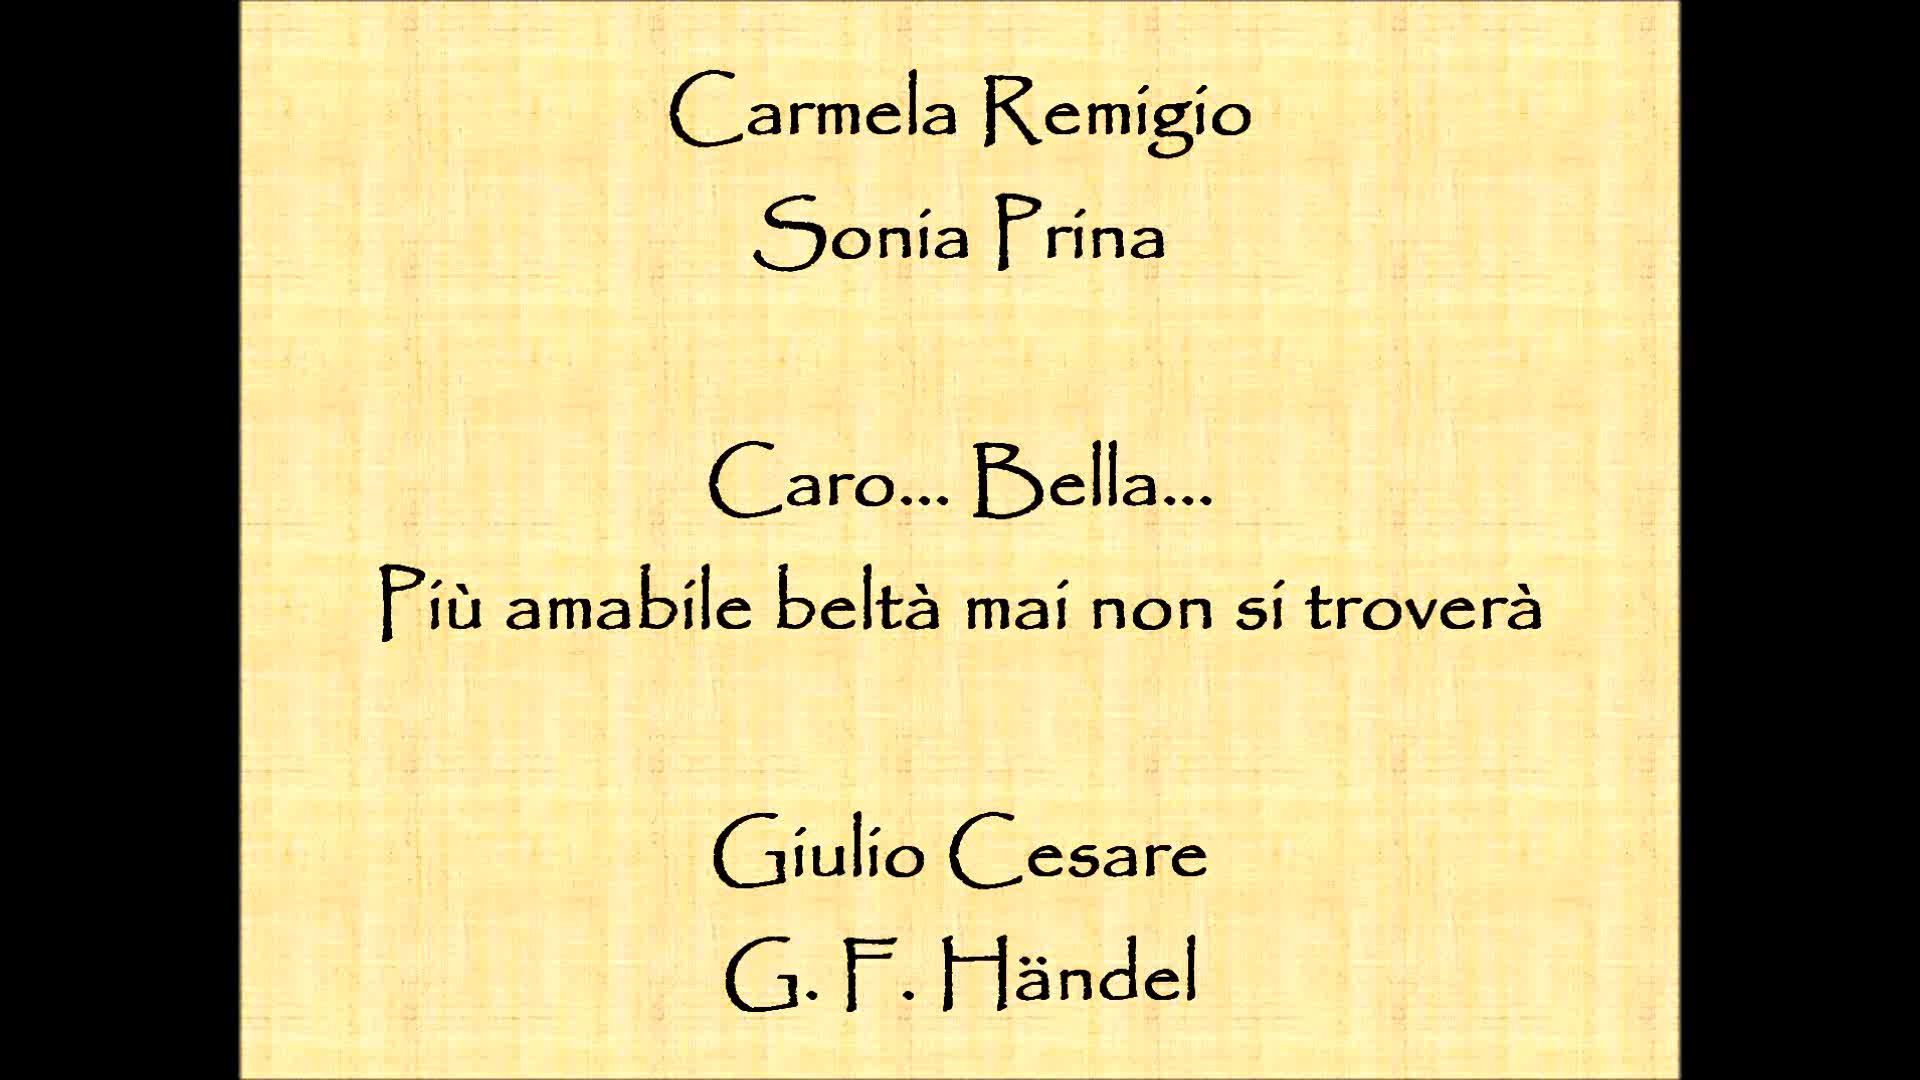 Carmela Remigio
Sonia Prina
Caro... Bella...
Più amabile beltà mai non si troverà
Giulio Cesare
G. F. Händel